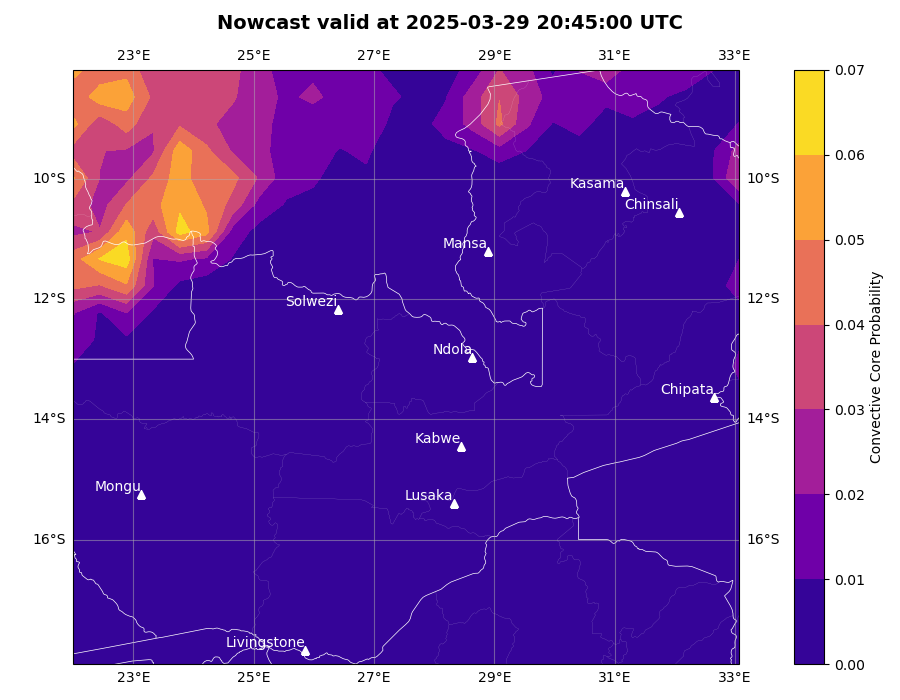 Nowcast valid at 2025-03-29 20:45:00 UTC
23°E 25°E 27°E 29°E 31°E 33°E
0.07
0.06
10°S Kasama 10°S
Chinsali
0.05
Mansa
12°S Solwezi 12°S
0.04
Ndola
Chipata
0.03
14°S 14°S
Kabwe
Mongu
Lusaka
0.02
16°S 16°S
0.01
Livingstone
0.00
23°E 25°E 27°E 29°E 31°E 33°E
Convective Core Probability